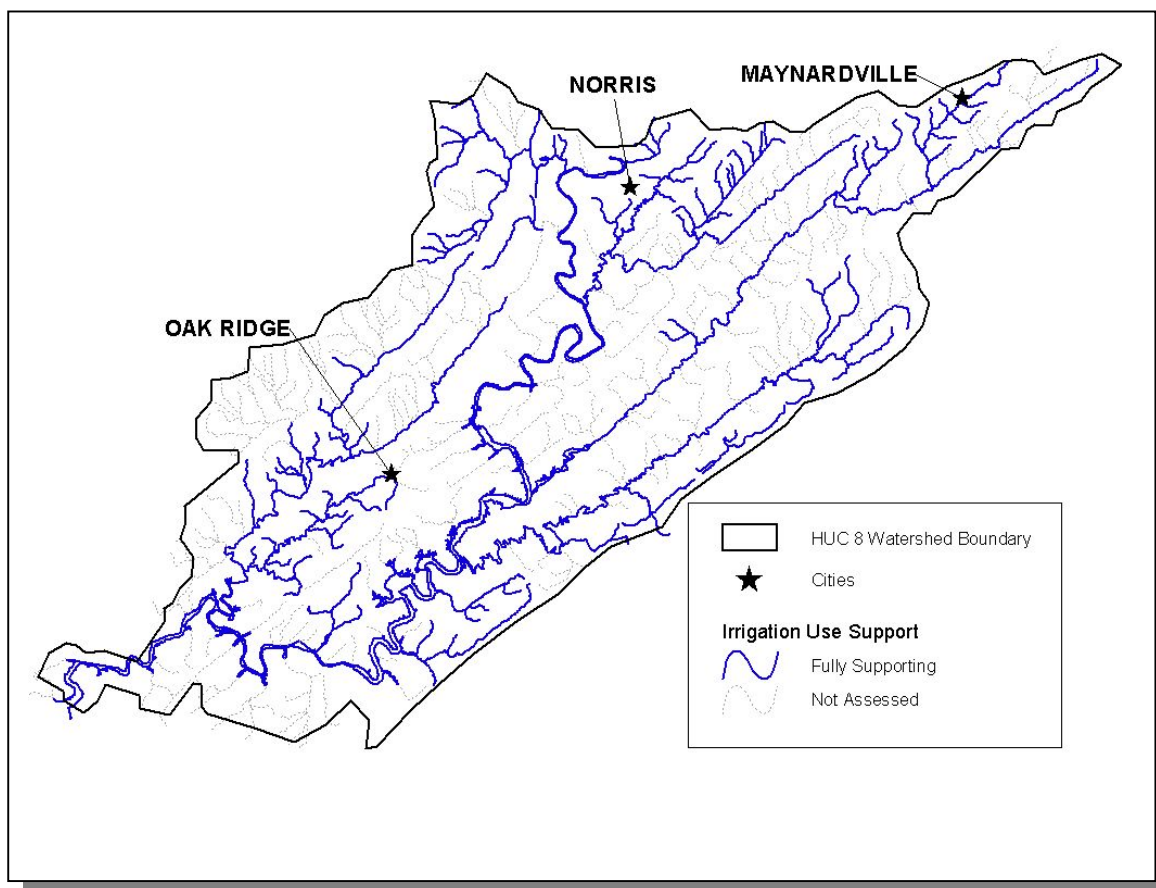 MAYNARDVILLE
NORRIS
OAK RIDGE
HUC 8 Watershed Boundary
Cities
Irrigation Use Support
Fully Supporting
Not Assessed